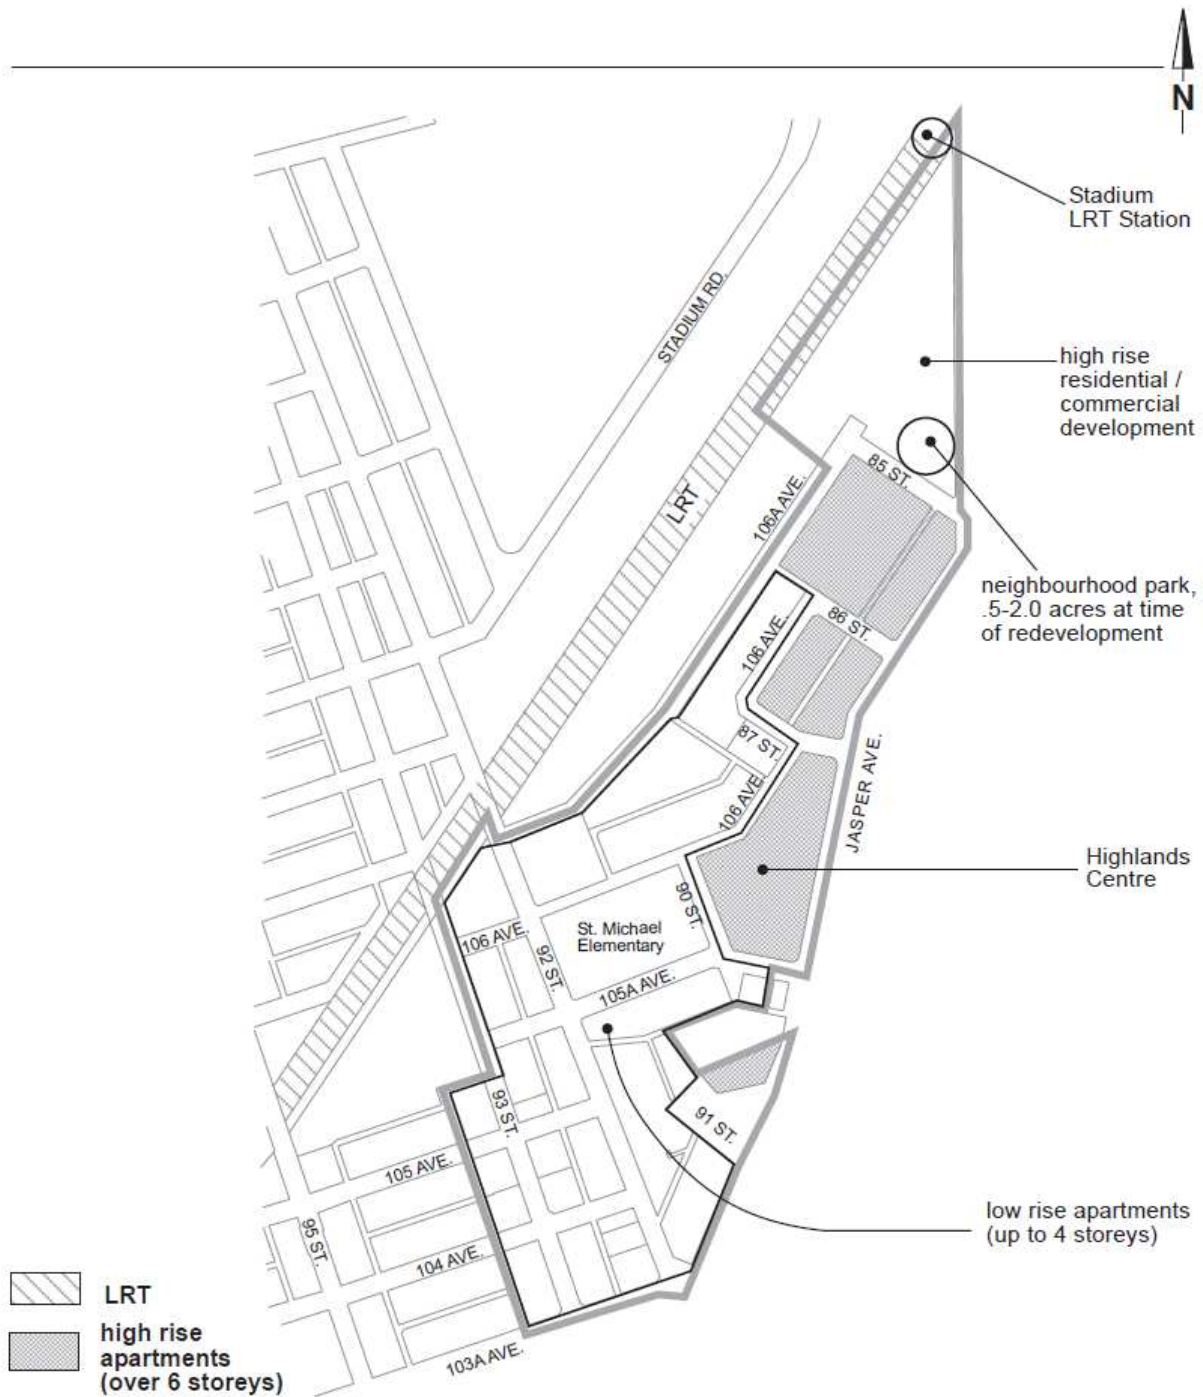 N
Stadium
LRT Station
STADIUM RD.
high rise
residential /
commercial
development
85 ST.
LRT
106A AVE.
neighbourhood park,
.5-2.0 acres at time
of redevelopment
86 ST.
106 AVE.
87 ST.
JASPER AVE.
106 AVE.
Highlands
Centre
90 ST.
St. Michael
Elementary
106 AVE.
92 ST.
105A AVE.
93 ST.
91 ST.
105 AVE.
low rise apartments
(up to 4 storeys)
95 ST.
104 AVE.
LRT
high rise
apartments
(over 6 storeys)
103A AVE.